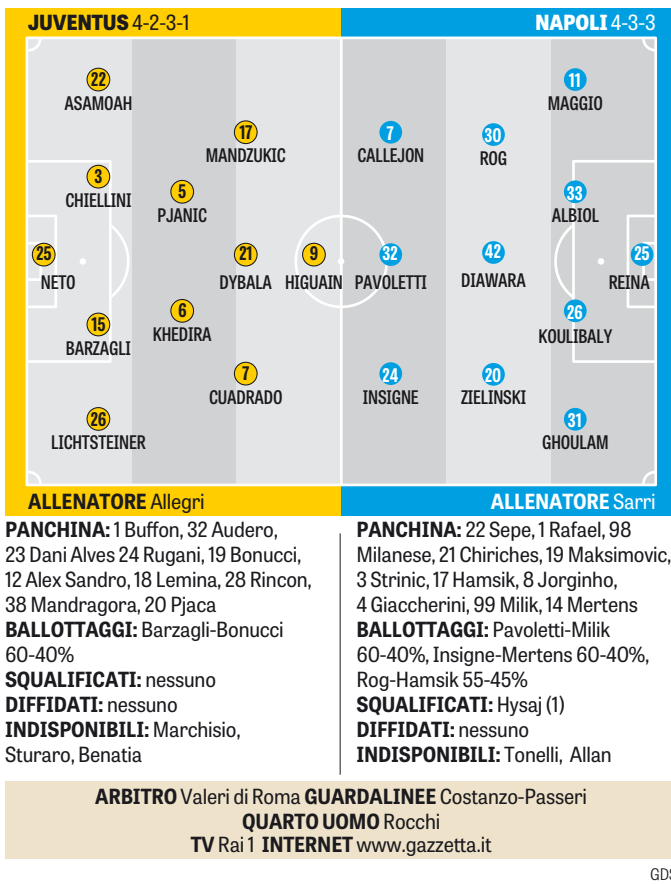 JUVENTUS 4-2-3-1
NAPOLI 4-3-3
22
ASAMOAH
3
CHIELLINI
25
NETO
15
BARZAGLI
26
LICHTSTEINER
5
PJANIC
6
KHEDIRA
17
MANDZUKIC
21
DYBALA
7
CUADRADO
9
HIGUAIN
7
CALLEJON
32
PAVOLETTI
24
INSIGNE
30
ROG
42
DIAWARA
20
ZIELINSKI
11
MAGGIO
33
ALBIOL
26
KOULIBALY
31
GHOULAM
25
REINA
ALLENATORE Allegri
ALLENATORE Sarri
PANCHINA: 1 Buffon, 32 Audero,
23 Dani Alves 24 Rugani, 19 Bonucci,
12 Alex Sandro, 18 Lemina, 28 Rincon,
38 Mandragora, 20 Pjaca
BALLOTTAGGI: Barzagli-Bonucci
60-40%
SQUALIFICATI: nessuno
DIFFIDATI: nessuno
INDISPONIBILI: Marchisio,
Sturaro, Benatia
PANCHINA: 22 Sepe, 1 Rafael, 98
Milanese, 21 Chiriches, 19 Maksimovic,
3 Strinic, 17 Hamsik, 8 Jorginho,
4 Giaccherini, 99 Milik, 14 Mertens
BALLOTTAGGI: Pavoletti-Milik
60-40%, Insigne-Mertens 60-40%,
Rog-Hamsik 55-45%
SQUALIFICATI: Hysaj (1)
DIFFIDATI: nessuno
INDISPONIBILI: Tonelli, Allan
ARBITRO Valeri di Roma GUARDALINEE Costanzo-Passeri
QUARTO UOMO Rocchi
TV Rai 1 INTERNET www.gazzetta.it
GDS